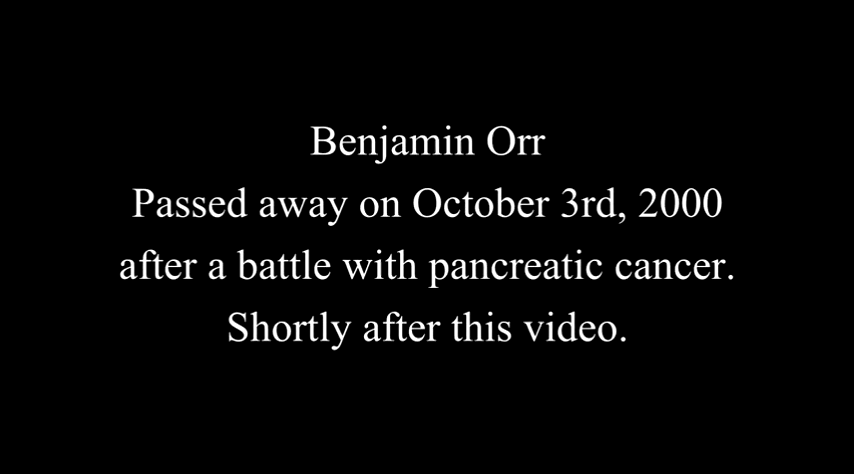 Benjamin Orr
Passed away on October 3rd, 2000
after a battle with pancreatic cancer.
Shortly after this video.